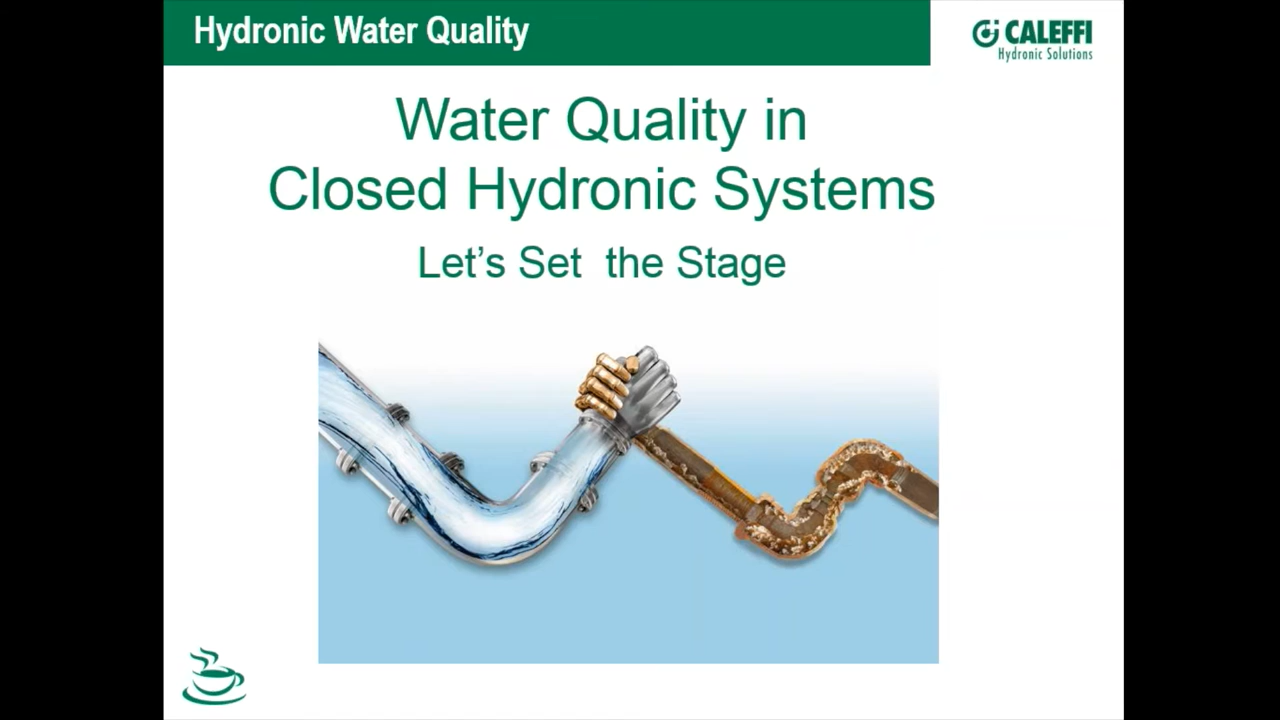 Hydronic Water Quality
CALEFFI
Hydronic Solutions
Water Quality in
Closed Hydronic Systems
Let's Set the Stage